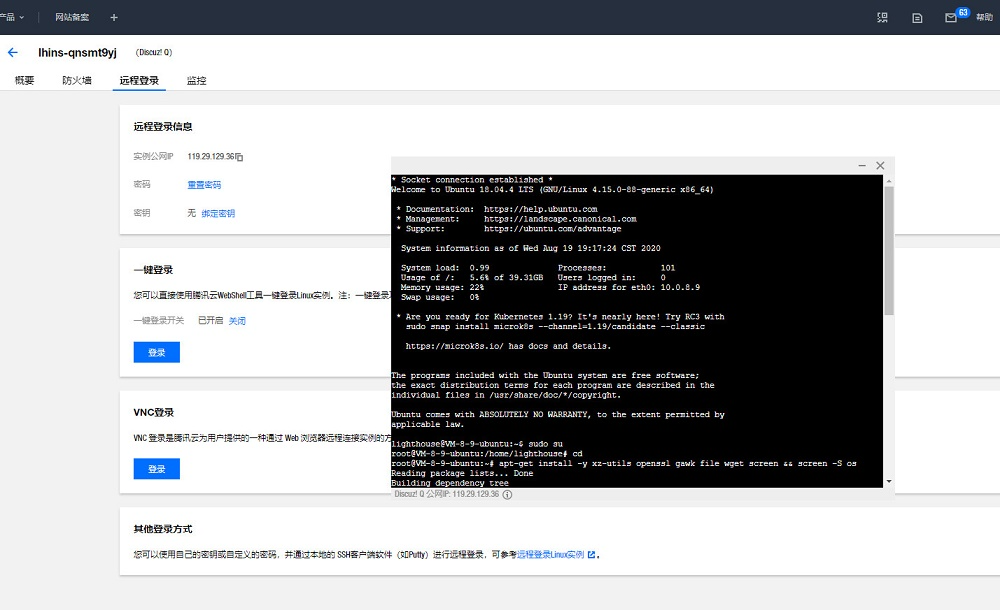 产品
网站备案
63
帮助
lhins-qnsmt9yj
(Discuz! Q)
概要
防火墙
远程登录
监控
远程登录信息
实例公网IP 119.29.129.36
密码 重置密码
密钥 无 绑定密钥
一键登录
您可以直接使用腾讯云WebShell工具一键登录Linux实例。注：一键登录
一键登录开关 已开启 关闭
登录
VNC登录
VNC 登录是腾讯云为用户提供的一种通过 Web 浏览器远程连接实例的方
登录
* Socket connection established *
Welcome to Ubuntu 18.04.4 LTS (GNU/Linux 4.15.0-88-generic x86_64)
* Documentation: https://help.ubuntu.com
* Management: https://landscape.canonical.com
* Support: https://ubuntu.com/advantage
System information as of Wed Aug 19 19:17:24 CST 2020
System load: 0.99 Processes: 101
Usage of /: 5.6% of 39.31GB Users logged in: 0
Memory usage: 22% IP address for eth0: 10.0.8.9
Swap usage: 0%
* Are you ready for Kubernetes 1.19? It's nearly here! Try RC3 with
sudo snap install microk8s --channel=1.19/candidate --classic
https://microk8s.io/ has docs and details.
The programs included with the Ubuntu system are free software;
the exact distribution terms for each program are described in the
individual files in /usr/share/doc/*/copyright.
Ubuntu comes with ABSOLUTELY NO WARRANTY, to the extent permitted by
applicable law.
lighthouse@VM-8-9-ubuntu:~$ sudo su
root@VM-8-9-ubuntu:/home/lighthouse# cd
root@VM-8-9-ubuntu:~# apt-get install -y xz-utils openssl gawk file wget screen && screen -S os
Reading package lists... Done
Building dependency tree
Discuz! Q 公网IP: 119.29.129.36
其他登录方式
您可以使用自己的密钥或自定义的密码，并通过本地的 SSH客户端软件（如Putty）进行远程登录，可参考远程登录Linux实例 。